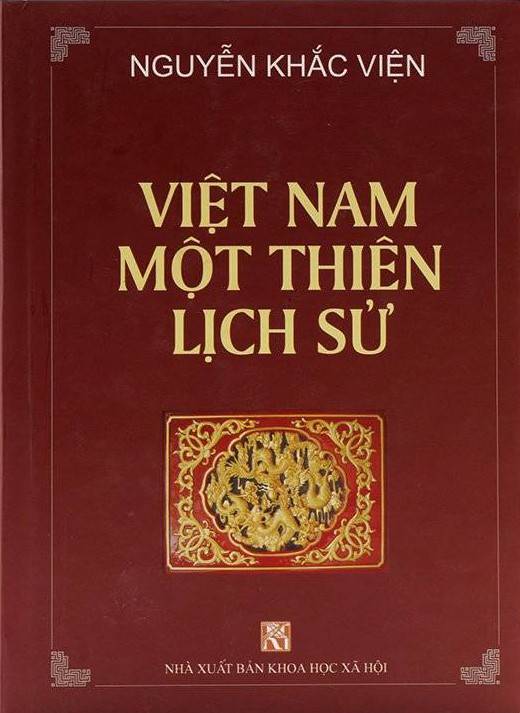 NGUYỄN KHẮC VIỆN
VIỆT NAM
MỘT THIÊN
LỊCH SỬ
NHÀ XUẤT BẢN KHOA HỌC XÃ HỘI